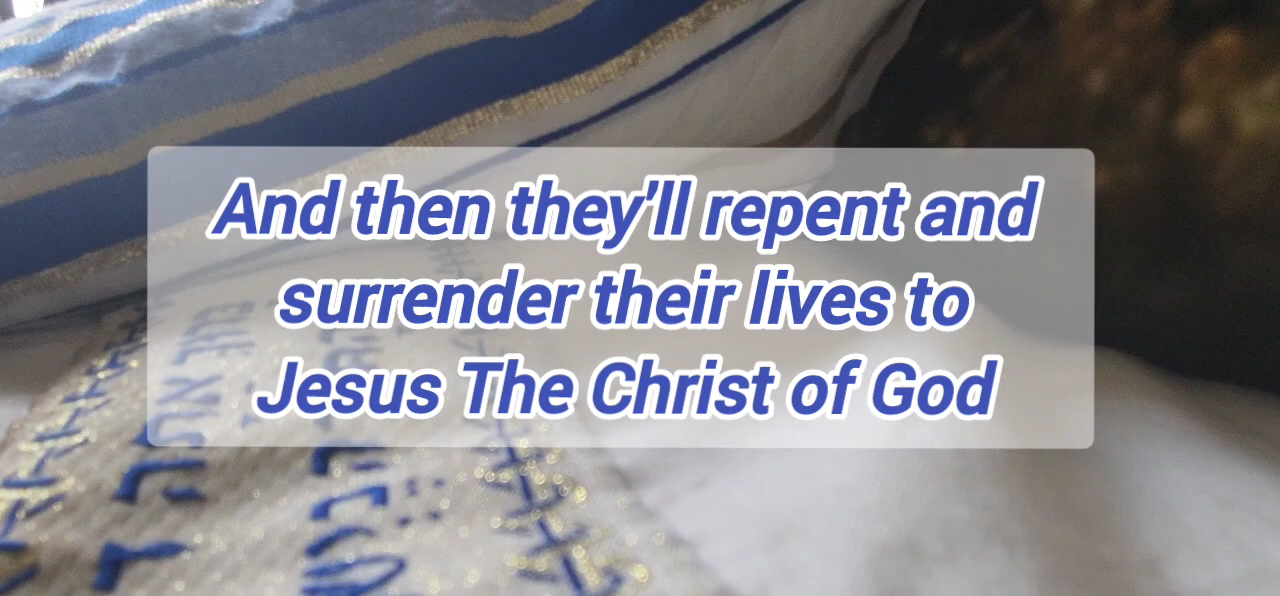 And then they'll repent and
surrender their lives to
Jesus The Christ of God